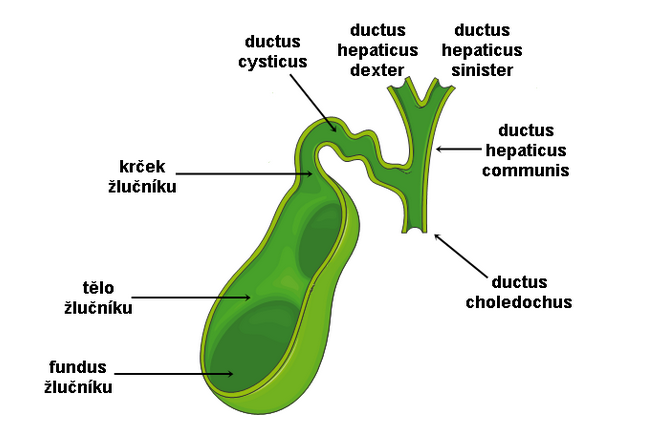 ductus
cysticus
ductus
hepaticus
dexter
ductus
hepaticus
sinister
ductus
hepaticus
communis
krček
žlučníku
tělo
žlučníku
ductus
choledochus
fundus
žlučníku